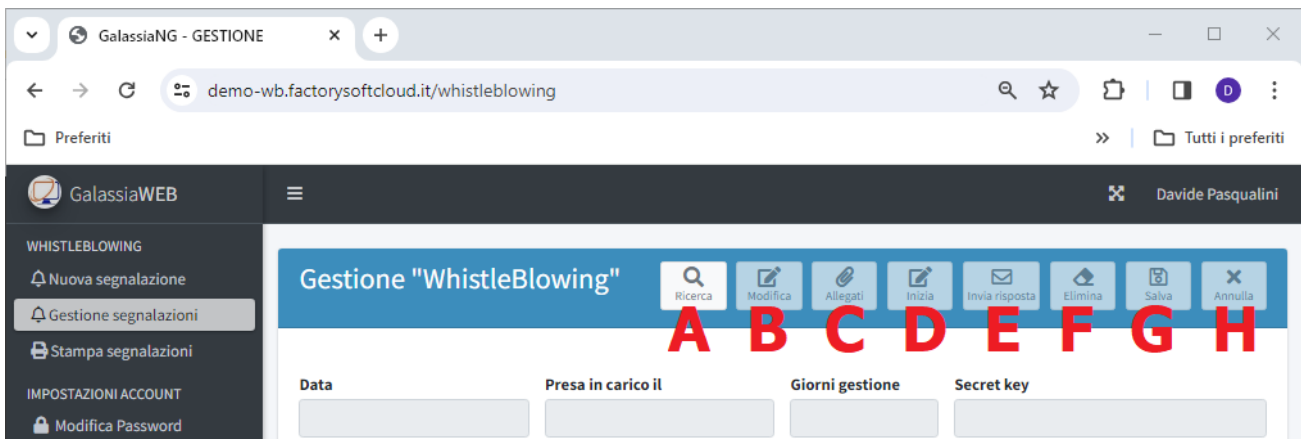 GalassiaNG - GESTIONE
demo-wb.factorysoftcloud.it/whistleblowing
D
Preferiti
Tutti i preferiti
GalassiaWEB
Davide Pasqualini
WHISTLEBLOWING
Nuova segnalazione
Gestione segnalazioni
Stampa segnalazioni
IMPOSTAZIONI ACCOUNT
Modifica Password
Gestione "WhistleBlowing"
Ricerca Modifica Allegati Inizia Invia risposta Elimina Salva Annulla
A B C D E F G H
Data Presa in carico il Giorni gestione Secret key